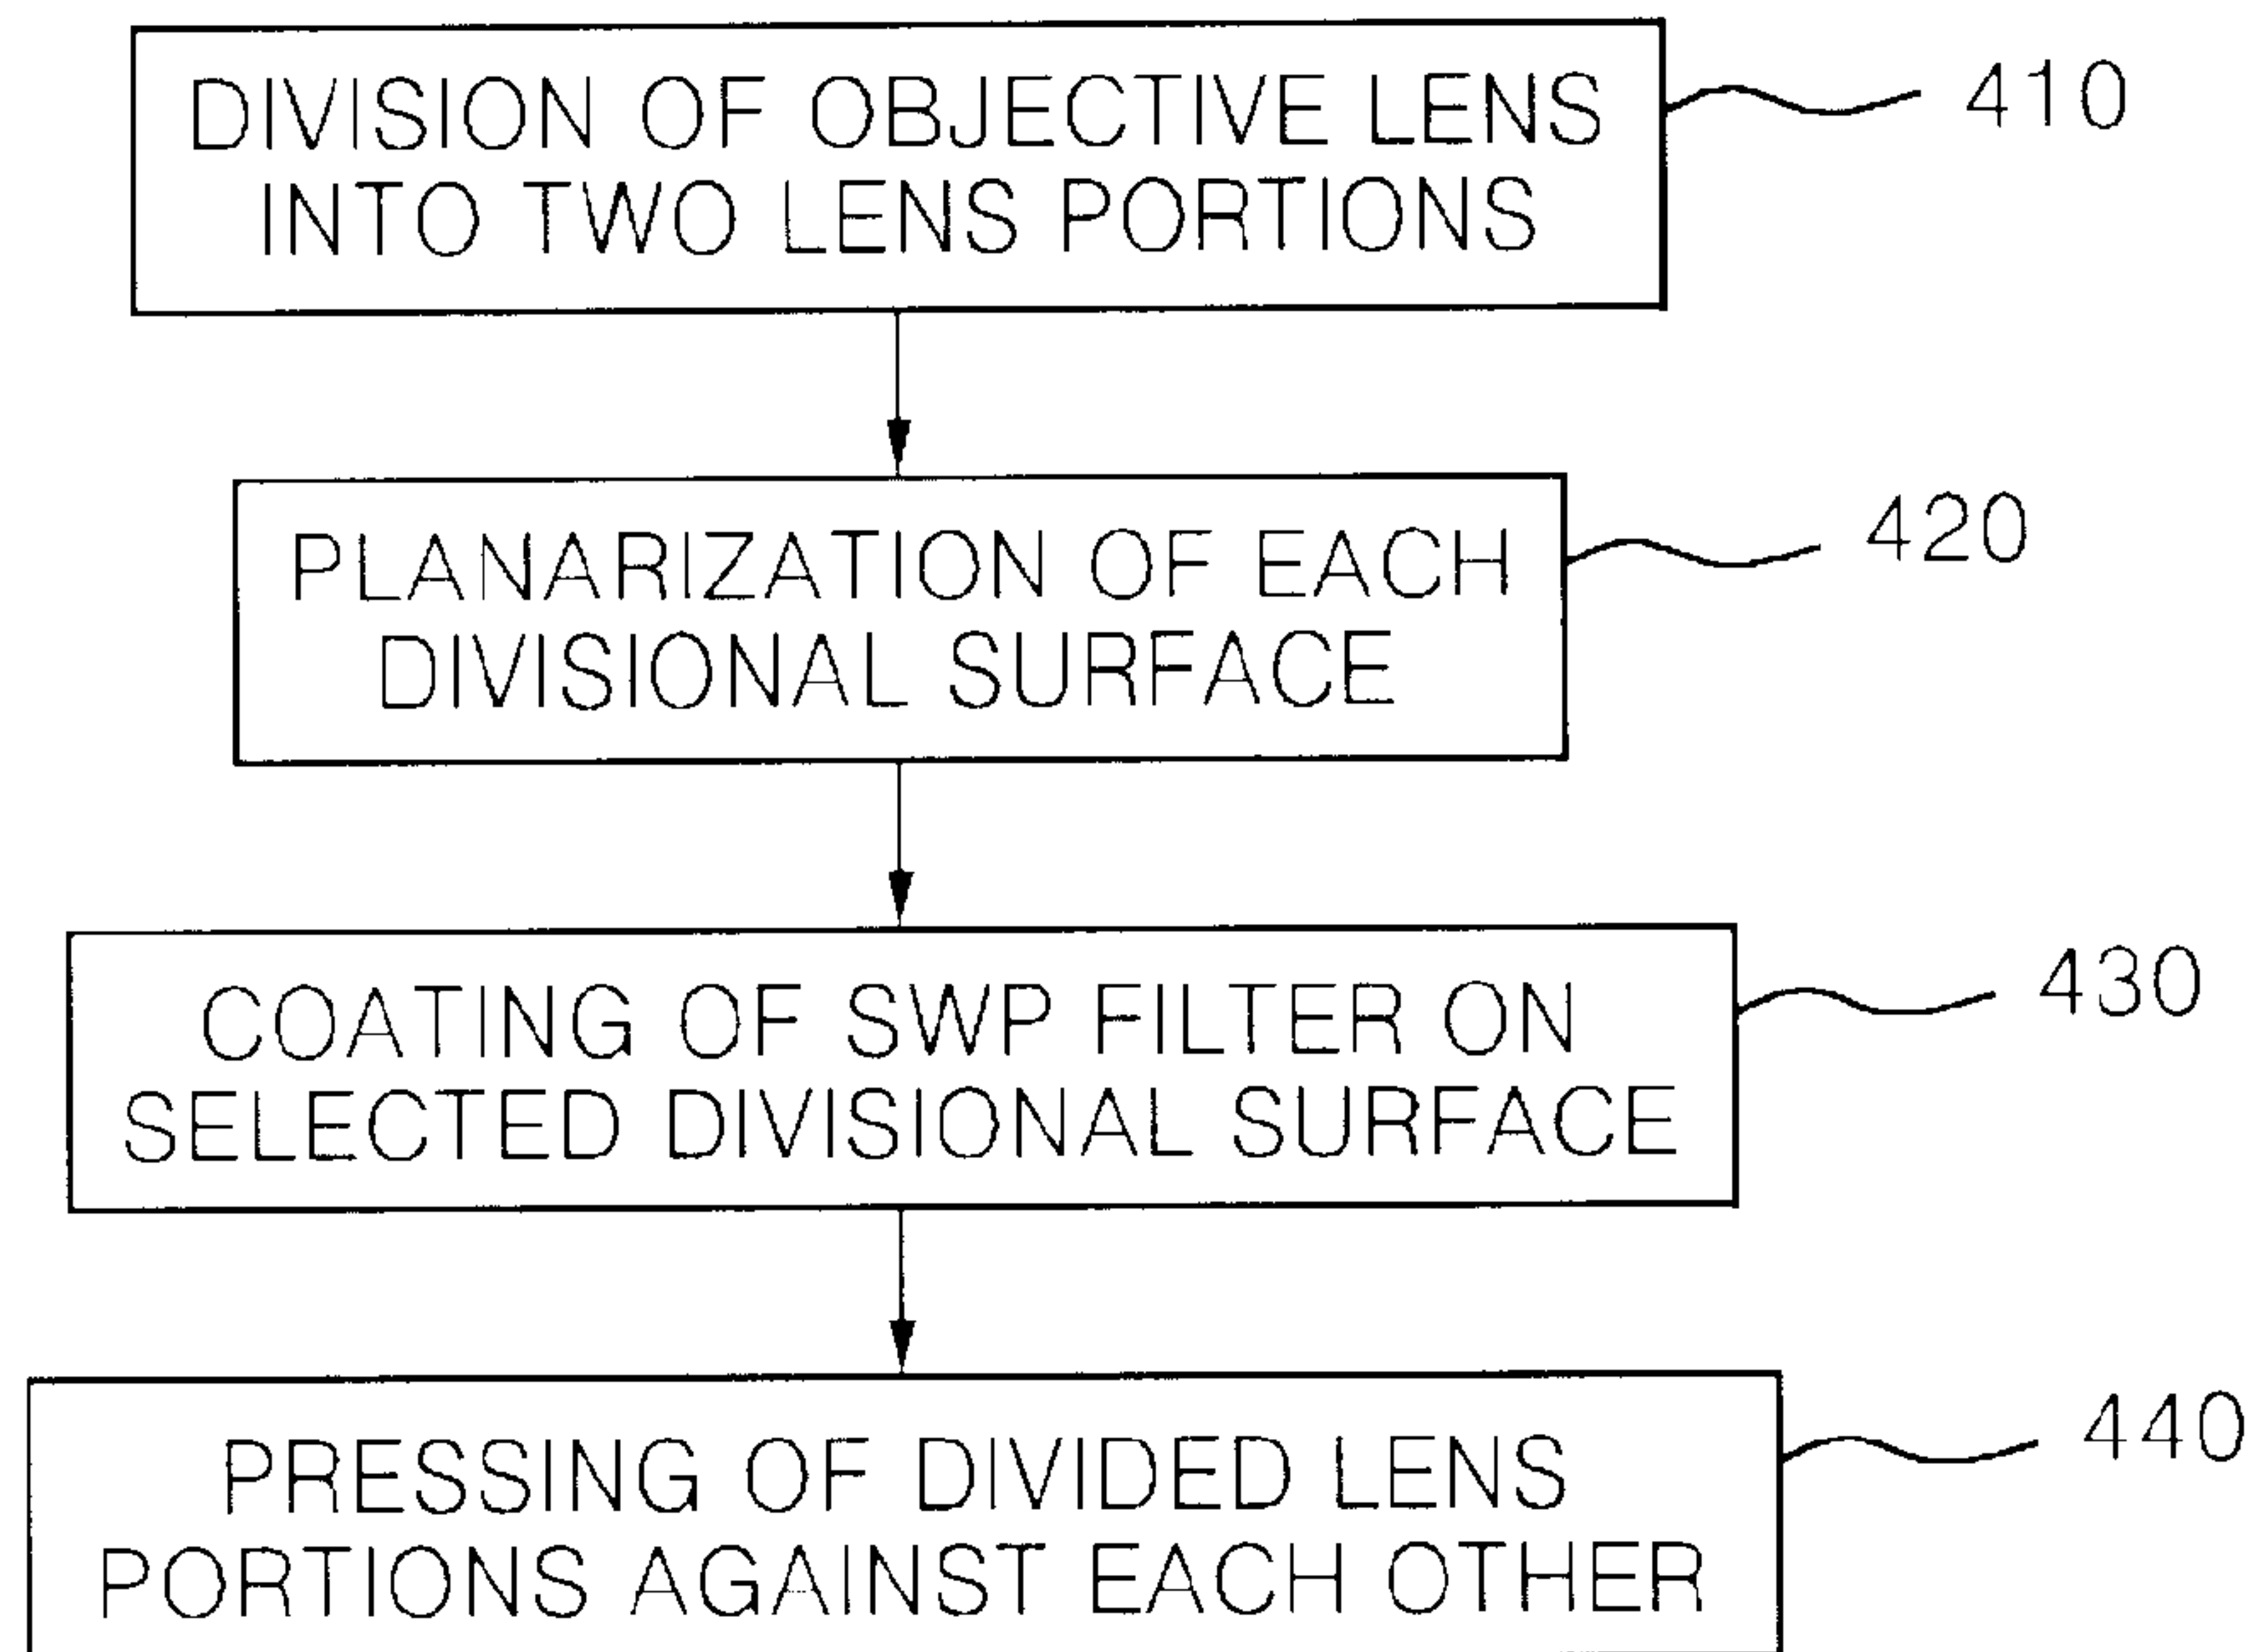 DIVISION OF OBJECTIVE LENS
INTO TWO LENS PORTIONS
410
PLANARIZATION OF EACH
DIVISIONAL SURFACE
420
COATING OF SWP FILTER ON
SELECTED DIVISIONAL SURFACE
430
PRESSING OF DIVIDED LENS
PORTIONS AGAINST EACH OTHER
440